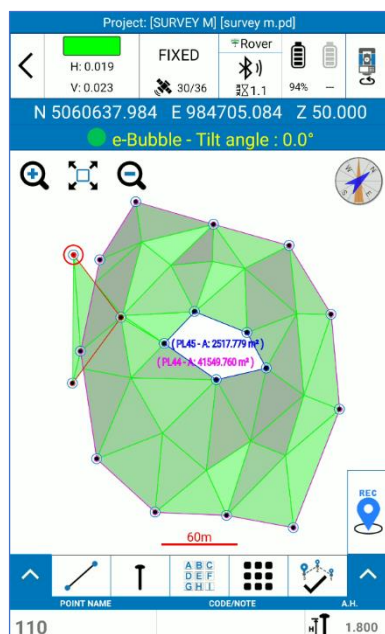 Project: [SURVEY M] [survey m.pd]
H: 0.019
V: 0.023
FIXED
30/36
Rover
1.1
94%
--
N 5060637.984 E 984705.084 Z 50.000
e-Bubble - Tilt angle : 0.0°
N
E
S
W
( PL45 - A: 2517.779 m² )
( PL44 - A: 41549.760 m² )
60m
REC
A B C
D E F
G H I
POINT NAME
CODE/NOTE
A.H.
110
1.800